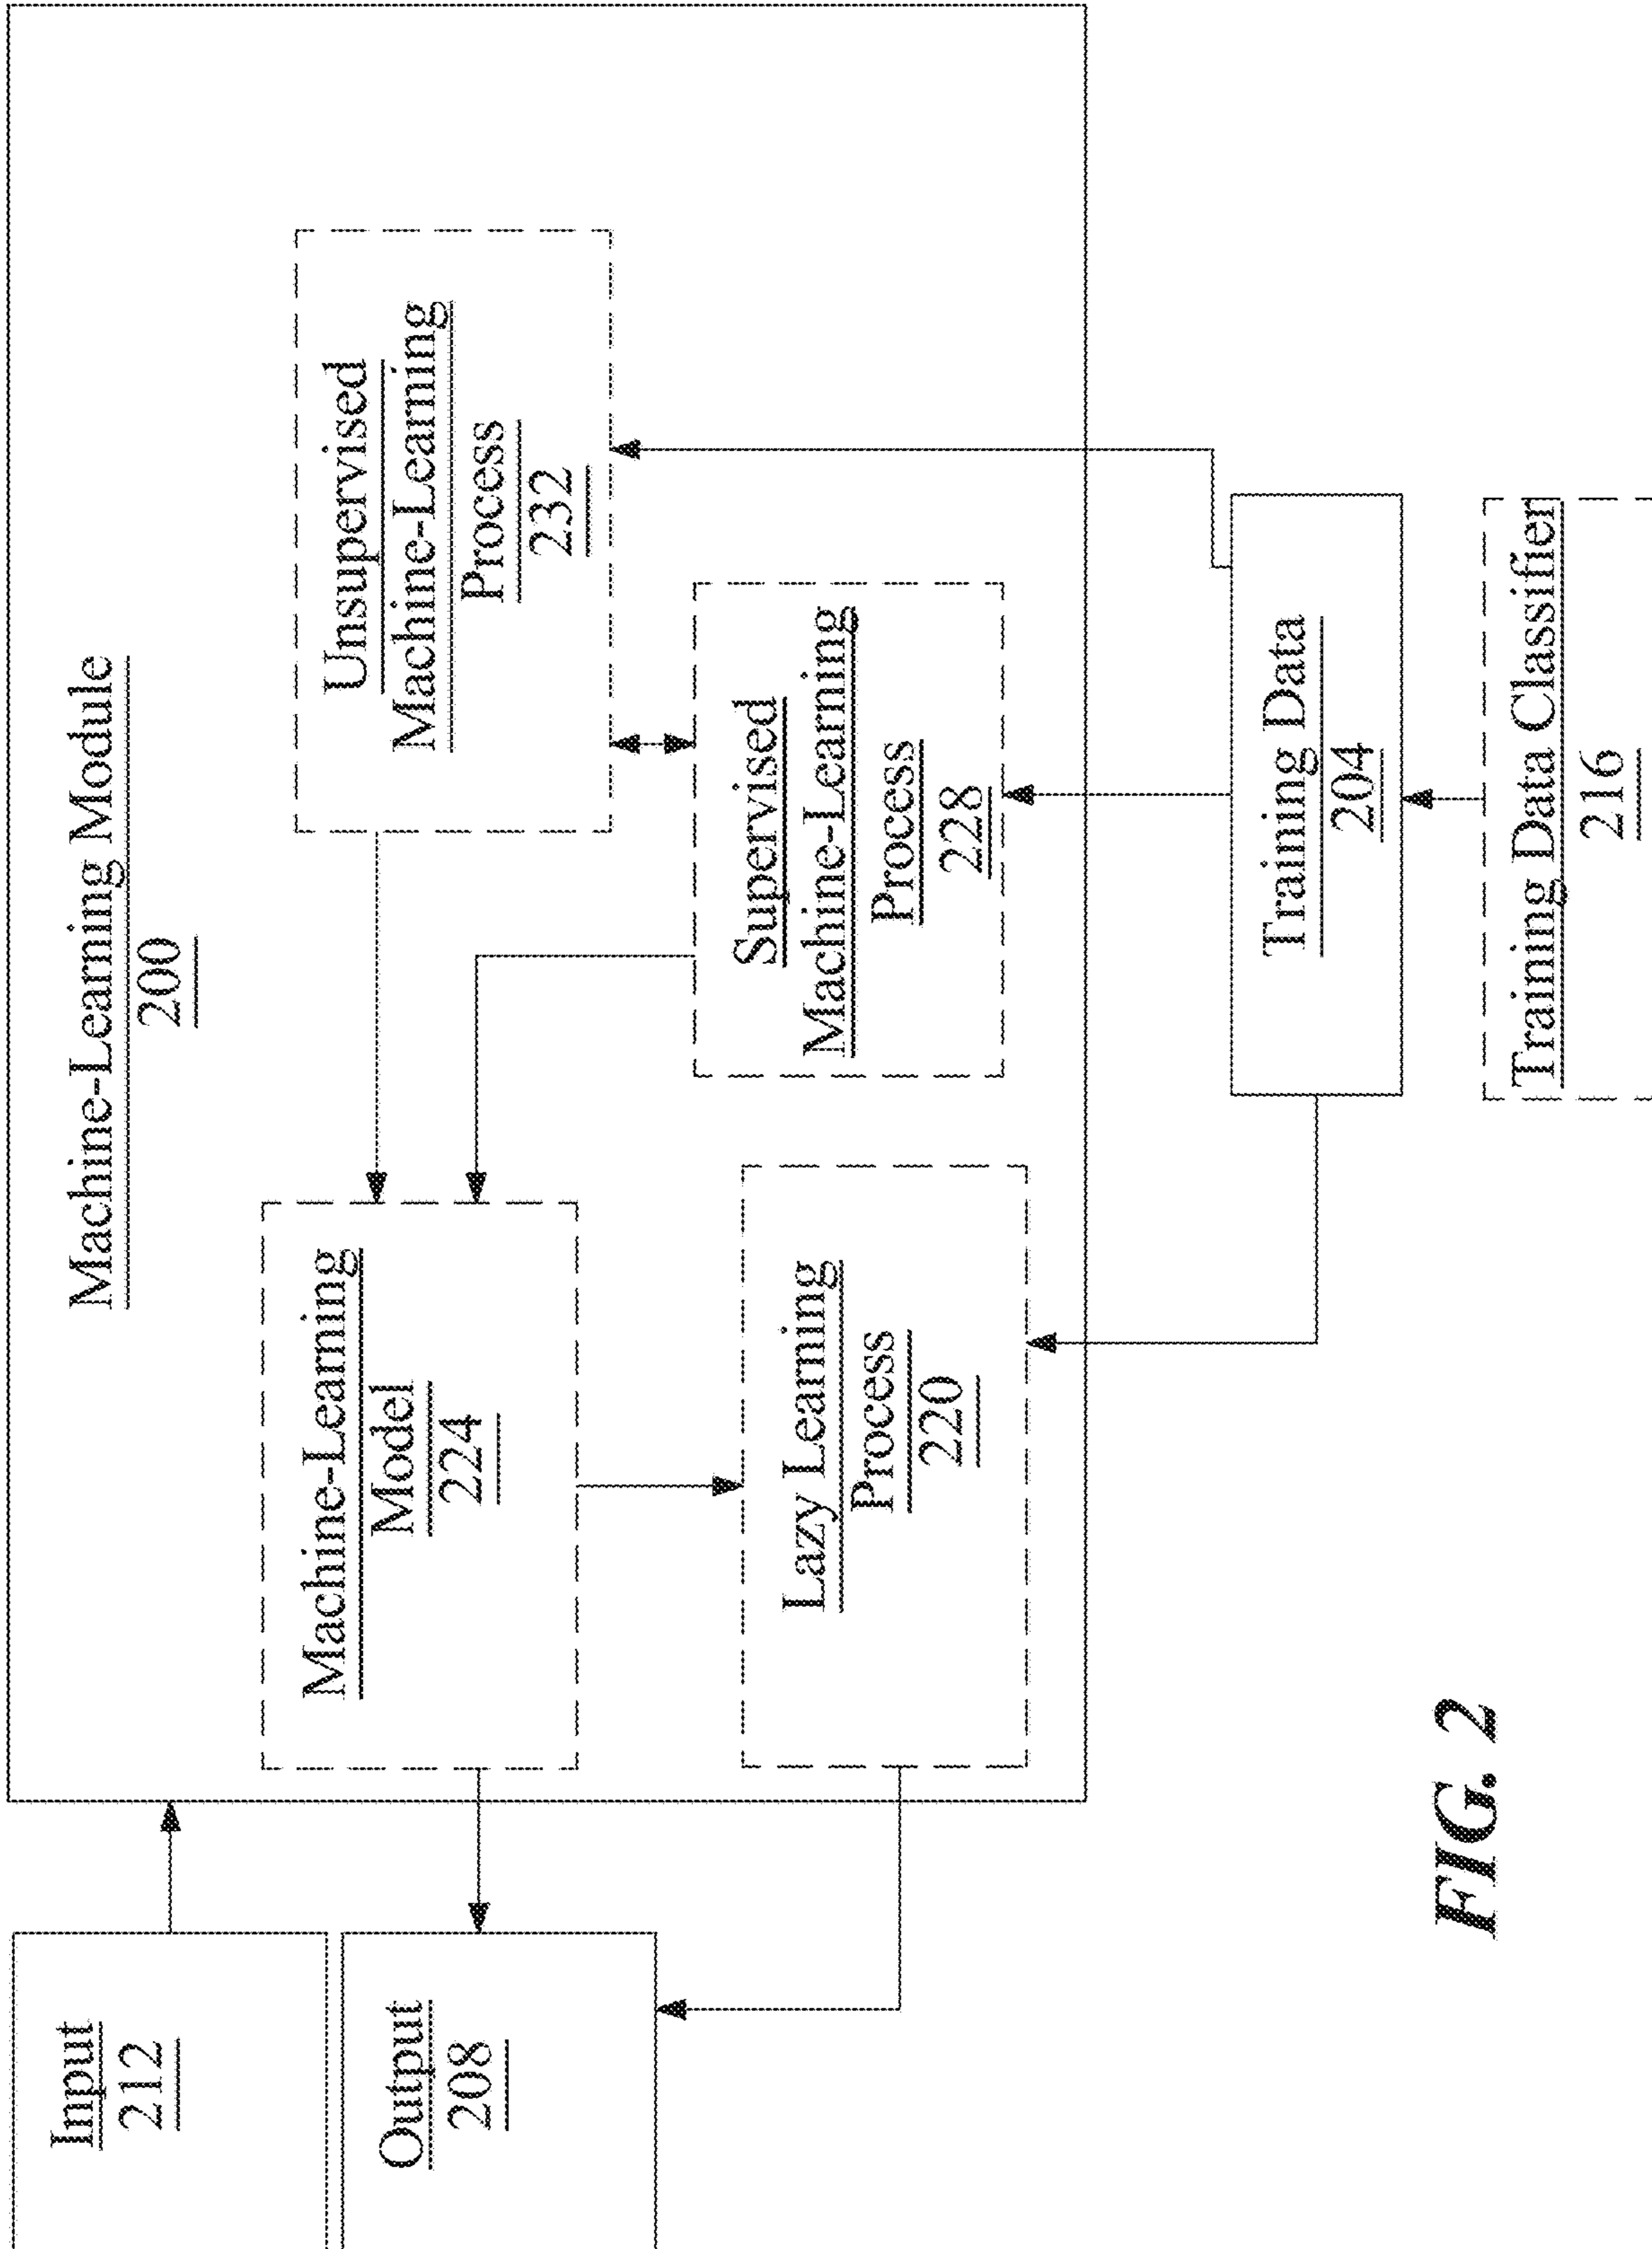 Machine-Learning Module
200
Input
212
Output
208
Machine-Learning
Model
224
Unsupervised
Machine-Learning
Process
232
Supervised
Machine-Learning
Process
228
Lazy Learning
Process
220
Training Data
204
Training Data Classifier
216
FIG. 2